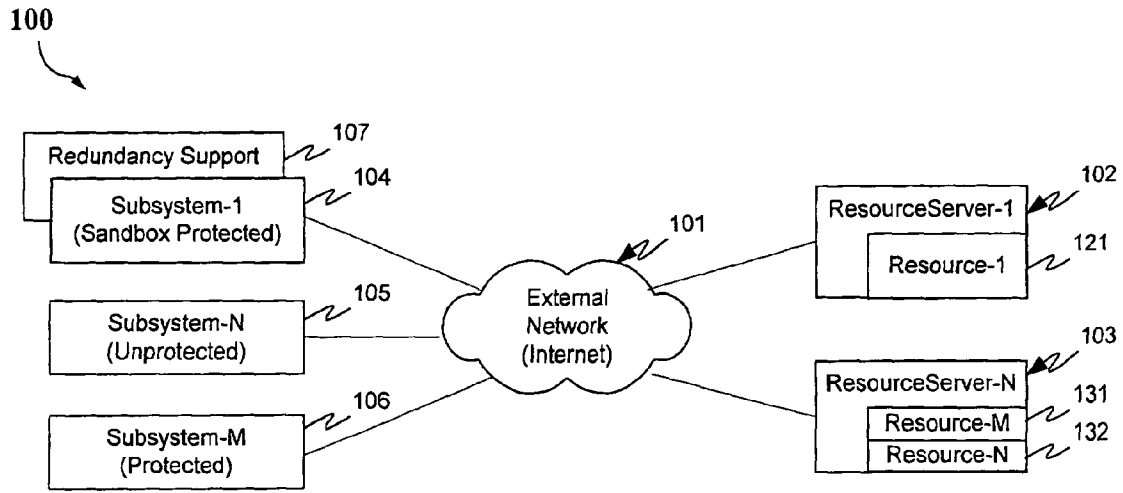 100
107
Redundancy Support
104
Subsystem-1
(Sandbox Protected)
105
Subsystem-N
(Unprotected)
106
Subsystem-M
(Protected)
101
External
Network
(Internet)
102
ResourceServer-1
121
Resource-1
103
ResourceServer-N
131
Resource-M
132
Resource-N